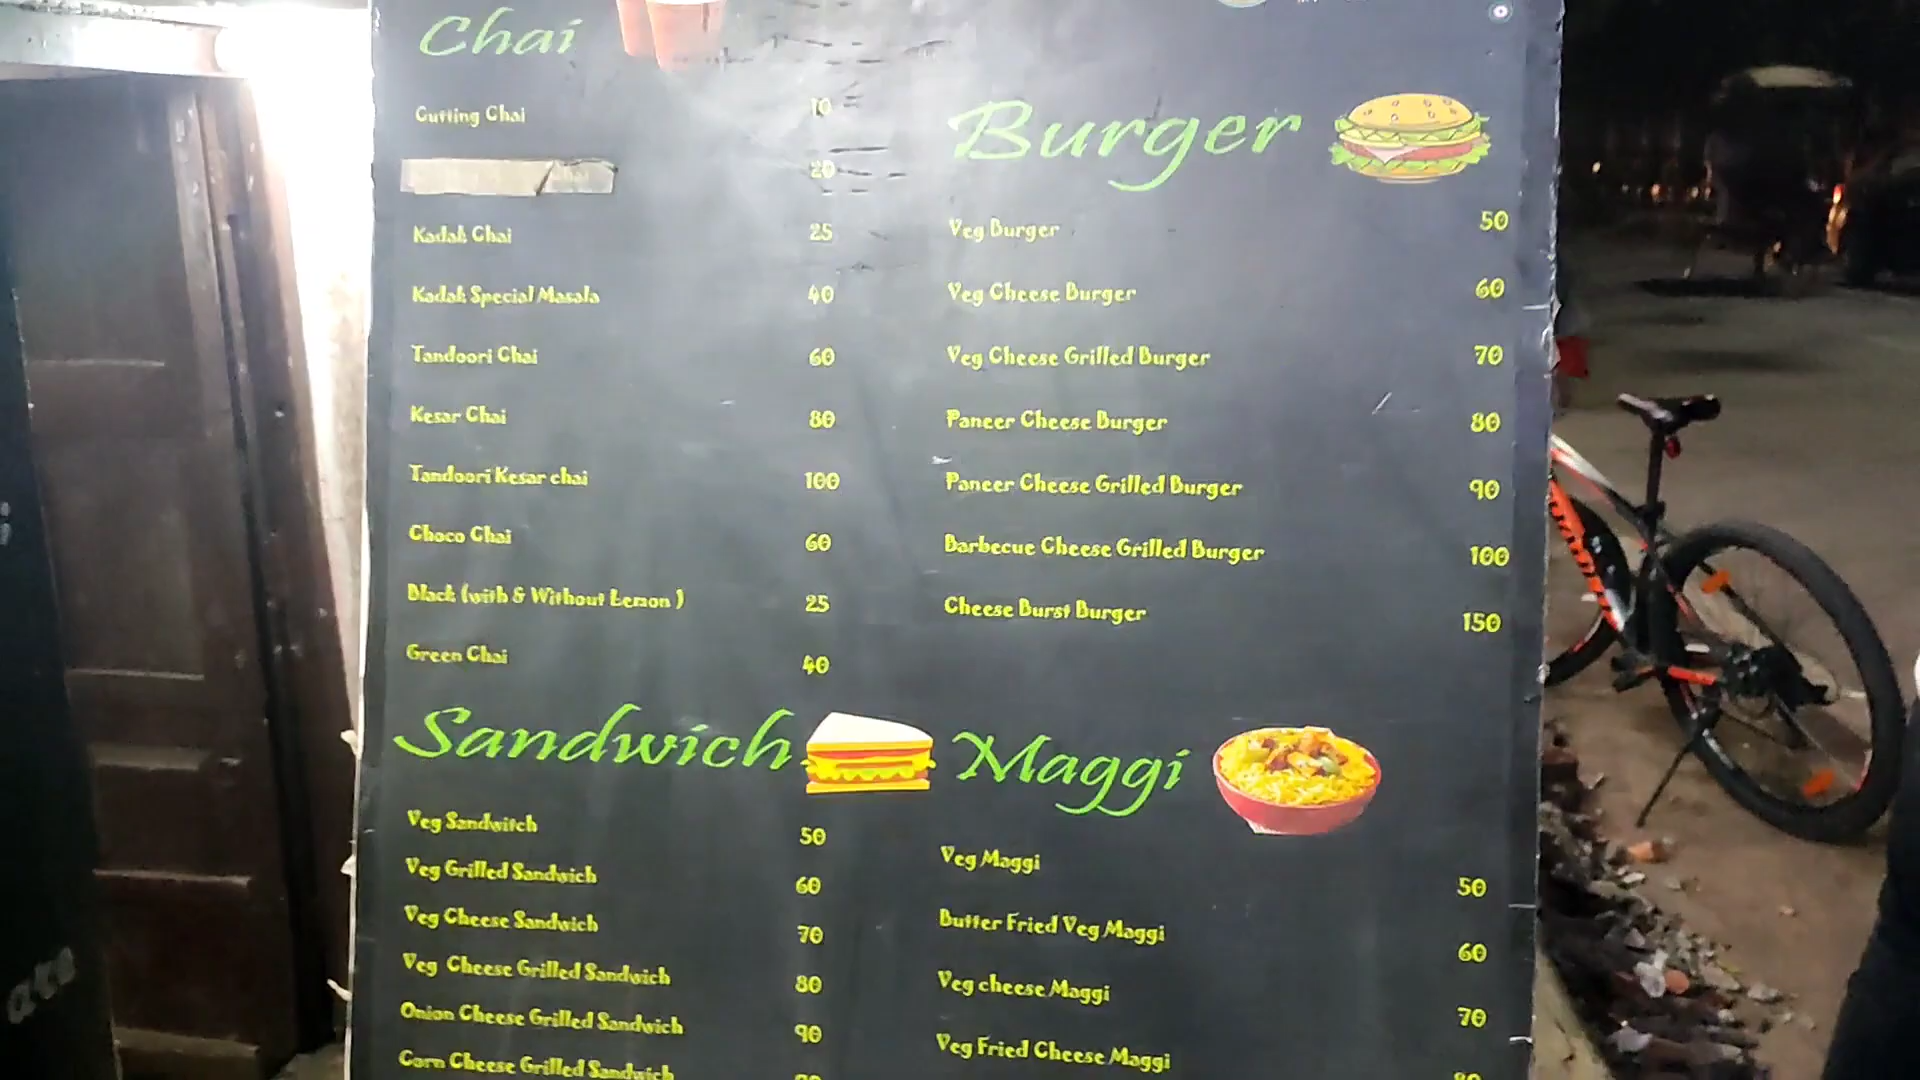 Chai
Cutting Chai 10
20
Kadak Chai 25
Kadak Special Masala 40
Tandoori Chai 60
Kesar Chai 80
Tandoori Kesar chai 100
Choco Chai 60
Black (with & Without Lemon ) 25
Green Chai 40
Burger
Veg Burger 50
Veg Cheese Burger 60
Veg Cheese Grilled Burger 70
Paneer Cheese Burger 80
Paneer Cheese Grilled Burger 90
Barbecue Cheese Grilled Burger 100
Cheese Burst Burger 150
Sandwich
Veg Sandwitch 50
Veg Grilled Sandwich 60
Veg Cheese Sandwich 70
Veg Cheese Grilled Sandwich 80
Onion Cheese Grilled Sandwich 90
Corn Cheese Grilled Sandwich
Maggi
Veg Maggi 50
Butter Fried Veg Maggi 60
Veg cheese Maggi 70
Veg Fried Cheese Maggi